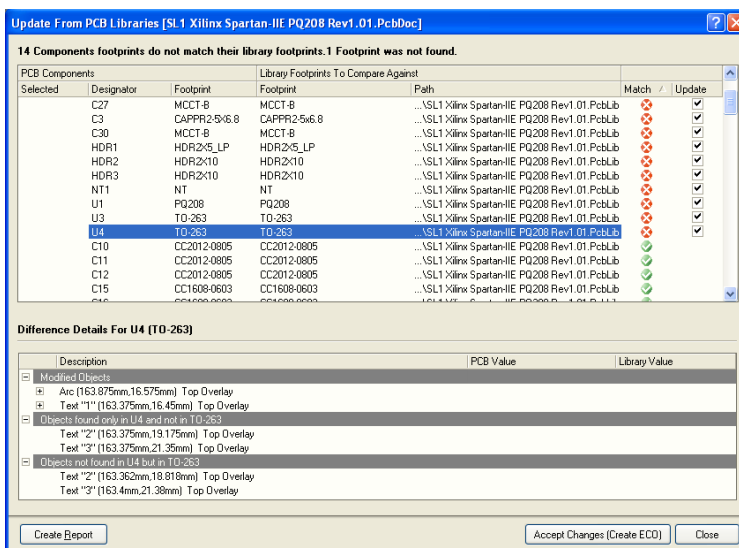 Update From PCB Libraries [SL1 Xilinx Spartan-IIE PQ208 Rev1.01.PcbDoc]
14 Components footprints do not match their library footprints.1 Footprint was not found.
PCB Components Library Footprints To Compare Against
Selected Designator Footprint Footprint Path Match Update
C27 MCCT-B MCCT-B ...\SL1 Xilinx Spartan-IIE PQ208 Rev1.01.PcbLib
C3 CAPPR2-5X6.8 CAPPR2-5x6.8 ...\SL1 Xilinx Spartan-IIE PQ208 Rev1.01.PcbLib
C30 MCCT-B MCCT-B ...\SL1 Xilinx Spartan-IIE PQ208 Rev1.01.PcbLib
HDR1 HDR2X5_LP HDR2X5_LP ...\SL1 Xilinx Spartan-IIE PQ208 Rev1.01.PcbLib
HDR2 HDR2X10 HDR2X10 ...\SL1 Xilinx Spartan-IIE PQ208 Rev1.01.PcbLib
HDR3 HDR2X10 HDR2X10 ...\SL1 Xilinx Spartan-IIE PQ208 Rev1.01.PcbLib
NT1 NT NT ...\SL1 Xilinx Spartan-IIE PQ208 Rev1.01.PcbLib
U1 PQ208 PQ208 ...\SL1 Xilinx Spartan-IIE PQ208 Rev1.01.PcbLib
U3 TO-263 TO-263 ...\SL1 Xilinx Spartan-IIE PQ208 Rev1.01.PcbLib
U4 TO-263 TO-263 ...\SL1 Xilinx Spartan-IIE PQ208 Rev1.01.PcbLib
C10 CC2012-0805 CC2012-0805 ...\SL1 Xilinx Spartan-IIE PQ208 Rev1.01.PcbLib
C11 CC2012-0805 CC2012-0805 ...\SL1 Xilinx Spartan-IIE PQ208 Rev1.01.PcbLib
C12 CC2012-0805 CC2012-0805 ...\SL1 Xilinx Spartan-IIE PQ208 Rev1.01.PcbLib
C15 CC1608-0603 CC1608-0603 ...\SL1 Xilinx Spartan-IIE PQ208 Rev1.01.PcbLib
Difference Details For U4 (TO-263)
Description PCB Value Library Value
Modified Objects
Arc (163.875mm,16.575mm) Top Overlay
Text "1" (163.375mm,16.45mm) Top Overlay
Objects found only in U4 and not in TO-263
Text "2" (163.375mm,19.175mm) Top Overlay
Text "3" (163.375mm,21.35mm) Top Overlay
Objects not found in U4 but in TO-263
Text "2" (163.362mm,18.818mm) Top Overlay
Text "3" (163.4mm,21.38mm) Top Overlay
Create Report Accept Changes (Create ECO) Close